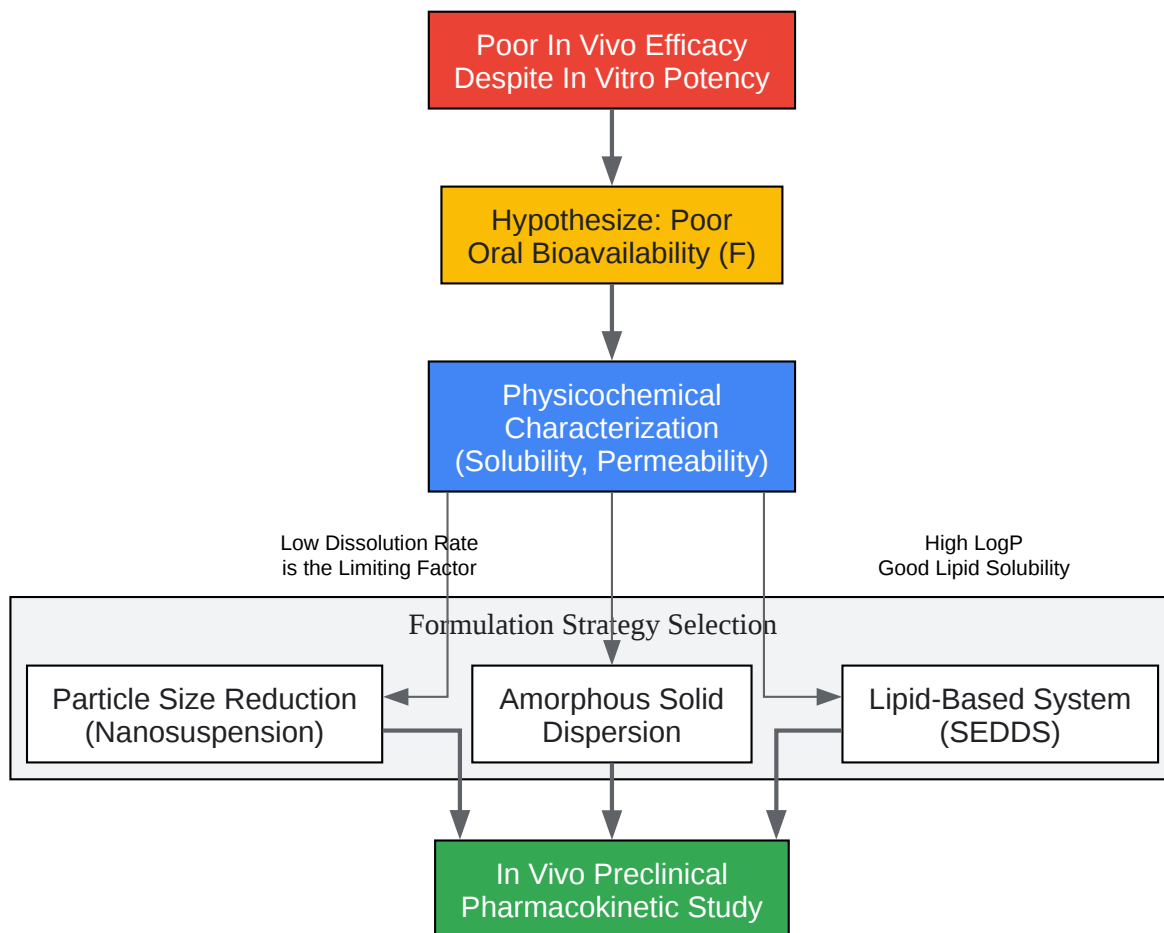 Poor In Vivo Efficacy
Despite In Vitro Potency
Hypothesize: Poor
Oral Bioavailability (F)
Physicochemical
Characterization
(Solubility, Permeability)
Low Dissolution Rate
is the Limiting Factor
High LogP
Good Lipid Solubility
Formulation Strategy Selection
Particle Size Reduction
(Nanosuspension)
Amorphous Solid
Dispersion
Lipid-Based System
(SEDDS)
In Vivo Preclinical
Pharmacokinetic Study